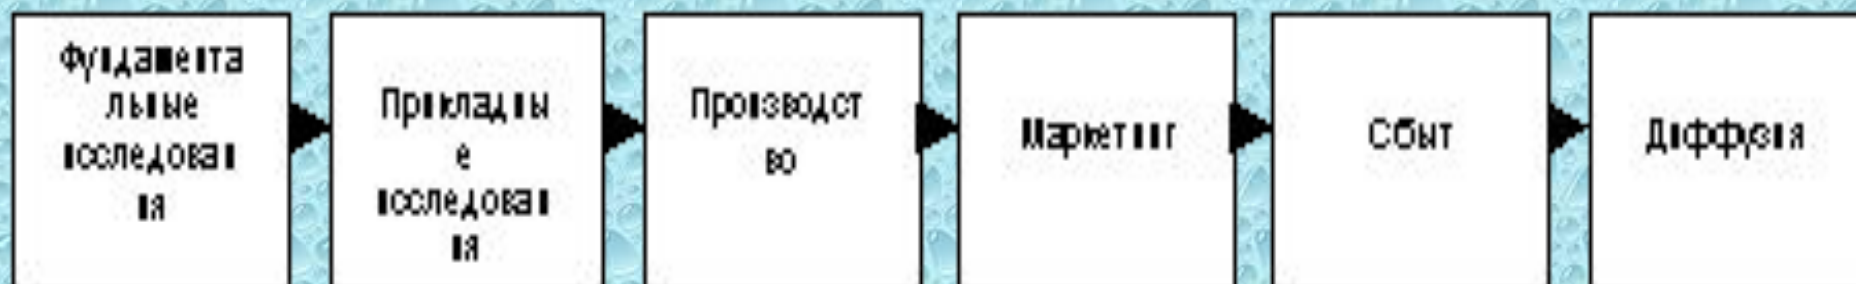 Фундамента
льные
исследован
ия
Прикладны
е
исследован
ия
Производст
во
Маркетинг
Сбыт
Диффузия